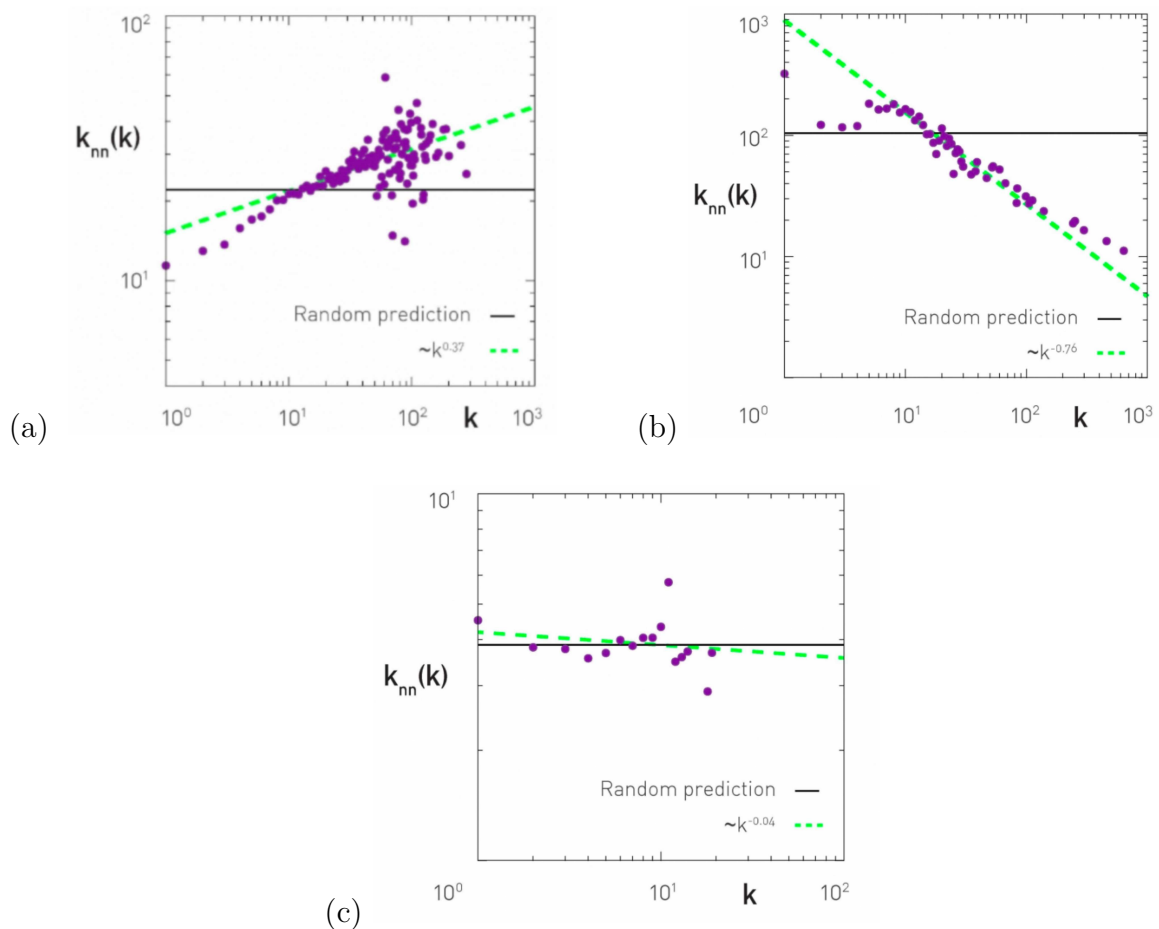 10²
k_nn(k)
10¹
Random prediction
~k^0.37
10⁰ 10¹ 10² k 10³
(a)
10³
10²
k_nn(k)
10¹
Random prediction
~k^-0.76
10⁰ 10¹ k 10² 10³
(b)
10¹
k_nn(k)
Random prediction
~k^-0.04
10⁰ 10¹ k 10²
(c)